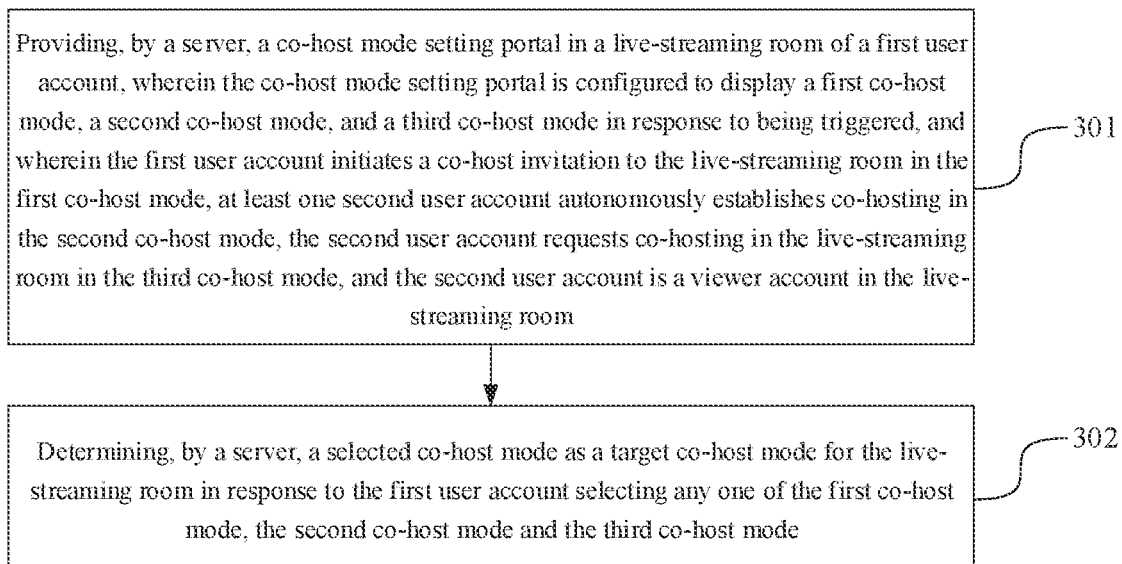 Providing, by a server, a co-host mode setting portal in a live-streaming room of a first user
account, wherein the co-host mode setting portal is configured to display a first co-host
mode, a second co-host mode, and a third co-host mode in response to being triggered, and
wherein the first user account initiates a co-host invitation to the live-streaming room in the
first co-host mode, at least one second user account autonomously establishes co-hosting in
the second co-host mode, the second user account requests co-hosting in the live-streaming
room in the third co-host mode, and the second user account is a viewer account in the live-
streaming room
301
Determining, by a server, a selected co-host mode as a target co-host mode for the live-
streaming room in response to the first user account selecting any one of the first co-host
mode, the second co-host mode and the third co-host mode
302